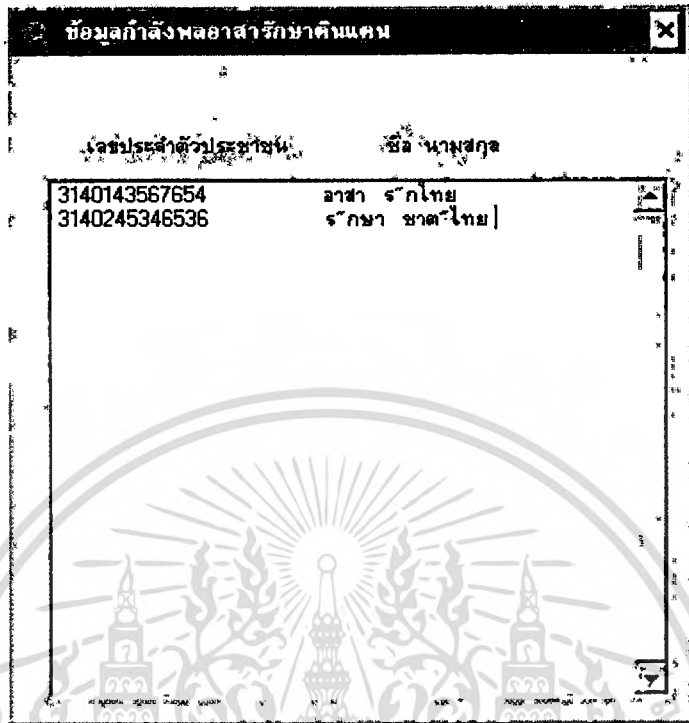 ข้อมูลกำลังพลอาสารักษาดินแดน
เลขประจำตัวประชาชน ชื่อ นามสกุล
3140143567654 อาสา รักไทย
3140245346536 รักษา ชาติไทย